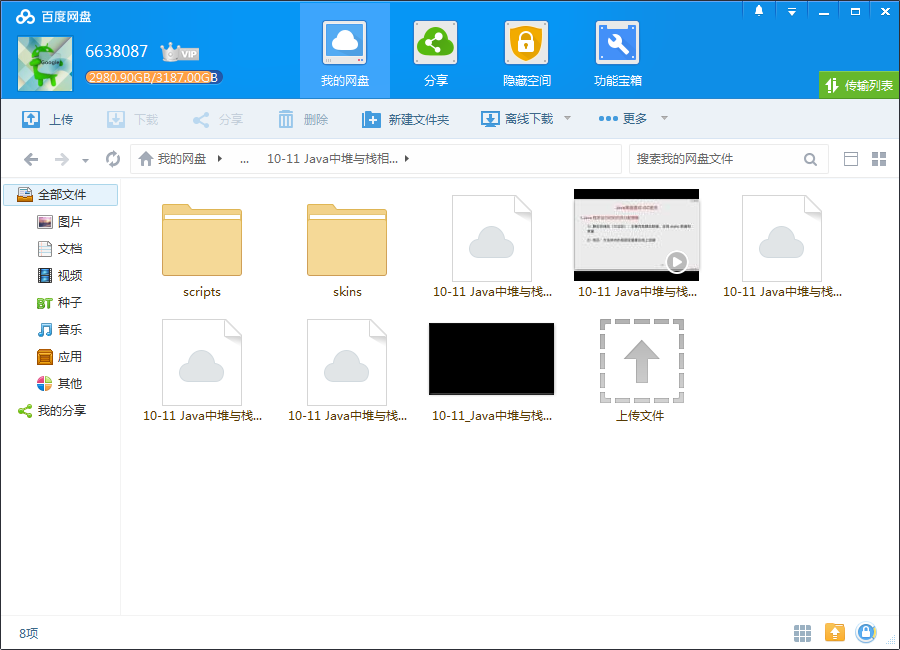 百度网盘
6638087
VIP
2980.90GB/3187.00GB
我的网盘
分享
隐藏空间
功能宝箱
传输列表
上传
下载
分享
删除
新建文件夹
离线下载
更多
我的网盘
...
10-11 Java中堆与栈相...
搜索我的网盘文件
全部文件
图片
文档
视频
BT 种子
音乐
应用
其他
我的分享
scripts
skins
10-11 Java中堆与栈...
10-11 Java中堆与栈...
10-11 Java中堆与栈...
10-11 Java中堆与栈...
10-11 Java中堆与栈...
10-11_Java中堆与栈...
上传文件
8项